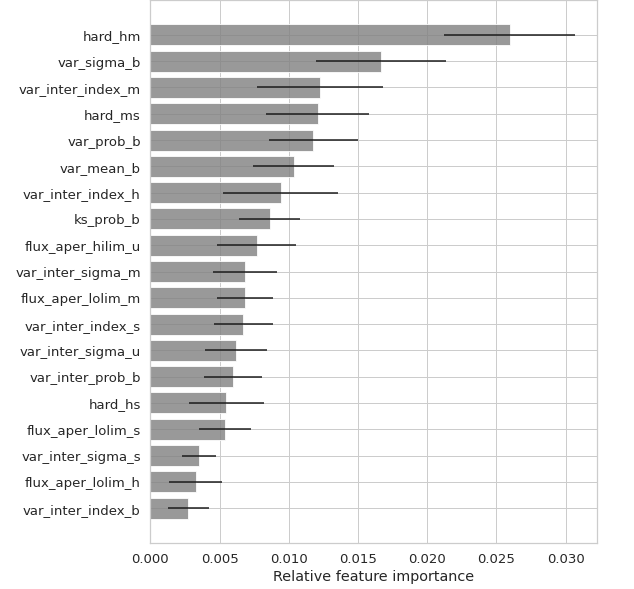 hard_hm
var_sigma_b
var_inter_index_m
hard_ms
var_prob_b
var_mean_b
var_inter_index_h
ks_prob_b
flux_aper_hilim_u
var_inter_sigma_m
flux_aper_lolim_m
var_inter_index_s
var_inter_sigma_u
var_inter_prob_b
hard_hs
flux_aper_lolim_s
var_inter_sigma_s
flux_aper_lolim_h
var_inter_index_b
0.000 0.005 0.010 0.015 0.020 0.025 0.030
Relative feature importance